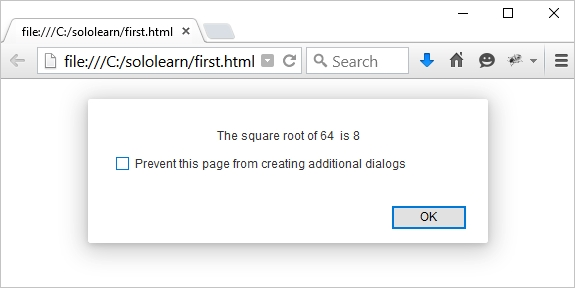 file:///C:/sololearn/first.html
file:///C:/sololearn/first.html
Search
The square root of 64  is 8
Prevent this page from creating additional dialogs
OK